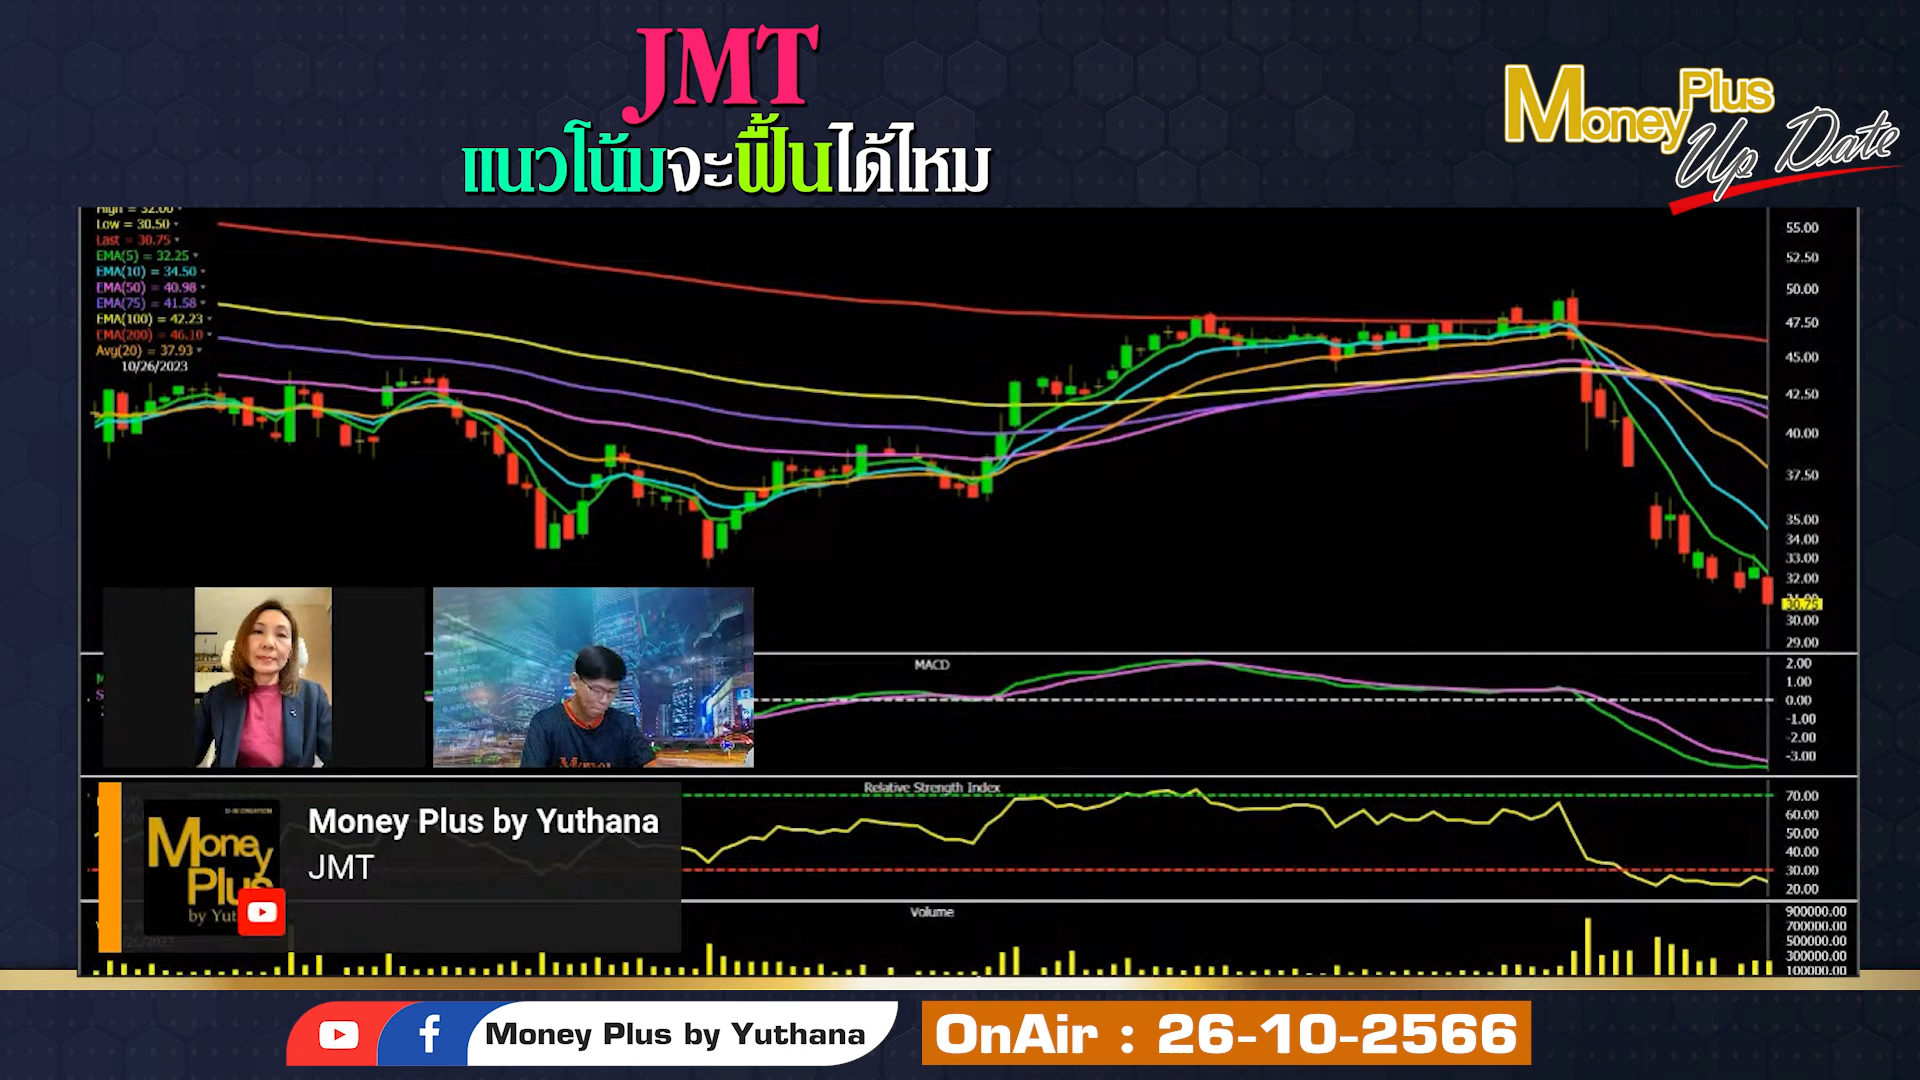 JMT
แนวโน้มจะฟื้นได้ไหม
Money Plus
Up Date
High = 32.00
Low = 30.50
Last = 30.75
EMA(5) = 32.25
EMA(10) = 34.50
EMA(50) = 40.98
EMA(75) = 41.58
EMA(100) = 42.23
EMA(200) = 46.10
Avg(20) = 37.93
10/26/2023
55.00
52.50
50.00
47.50
45.00
42.50
40.00
37.50
35.00
34.00
33.00
32.00
30.75
30.00
29.00
MACD
2.00
1.00
0.00
-1.00
-2.00
-3.00
Relative Strength Index
70.00
60.00
50.00
40.00
30.00
20.00
Volume
900000.00
700000.00
500000.00
300000.00
100000.00
Money Plus
Money Plus by Yuthana
JMT
Money Plus by Yuthana
OnAir : 26-10-2566